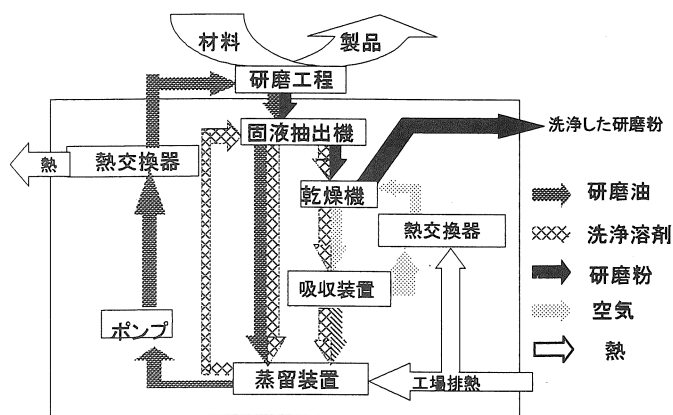 材料
製品
研磨工程
固液抽出機
洗浄した研磨粉
熱
熱交換器
乾燥機
研磨油
熱交換器
洗浄溶剤
吸収装置
研磨粉
空気
ポンプ
熱
蒸留装置
工場排熱